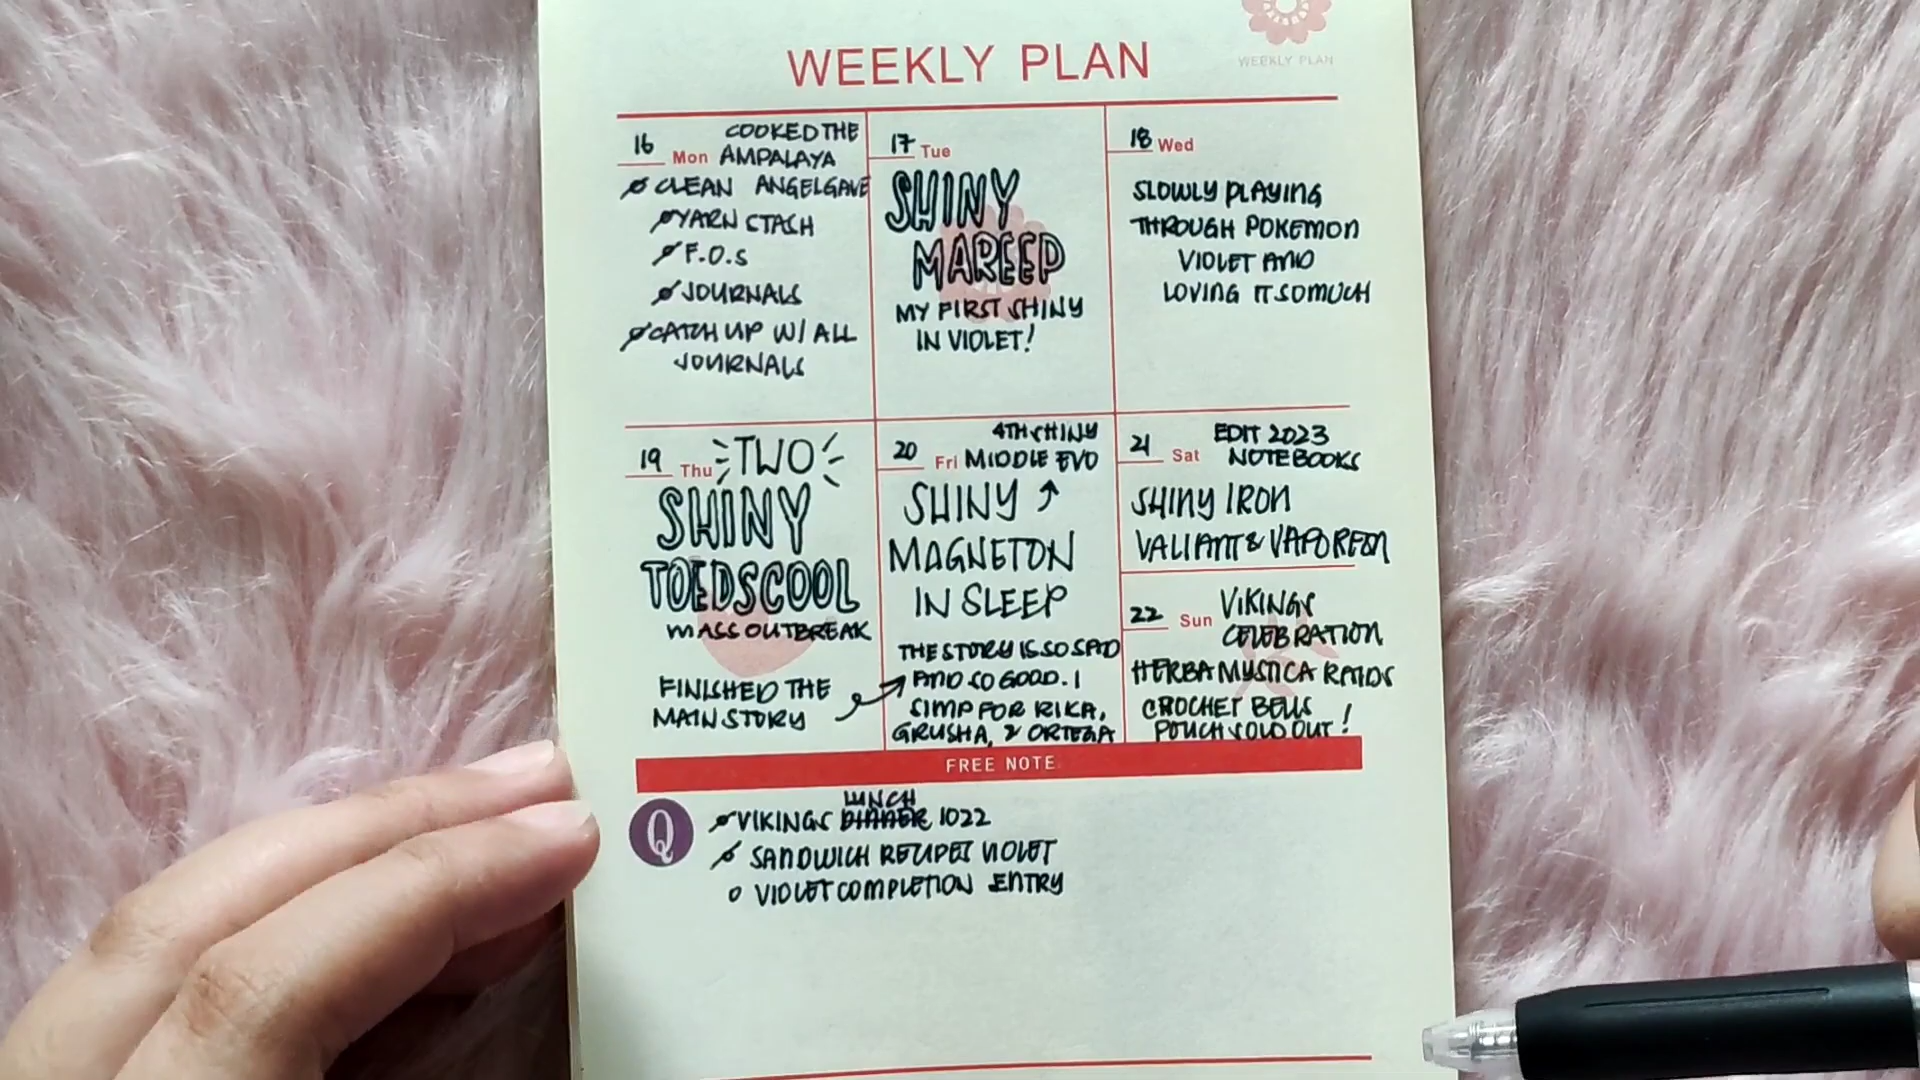 WEEKLY PLAN
WEEKLY PLAN
16 Mon COOKED THE
AMPALAYA
CLEAN ANGELGAVE
YARN STASH
F.O.S
JOURNALS
CATCH UP W/ ALL
JOURNALS
17 Tue
SHINY
MAREEP
MY FIRST SHINY
IN VIOLET!
18 Wed
SLOWLY PLAYING
THROUGH POKEMON
VIOLET AND
LOVING IT SO MUCH
19 Thu TWO
SHINY
TOEDSCOOL
MASS OUTBREAK
FINISHED THE
MAIN STORY
20 Fri 4TH SHINY
MIDDLE EVO
SHINY
MAGNETON
IN SLEEP
THE STORY IS SO SAD
AND SO GOOD. I
SIMP FOR RIKA,
GRUSHA, & ORTEGA
21 Sat EDIT 2023
NOTEBOOKS
SHINY IRON
VALIANT & VAPOREON
22 Sun VIKINGS
CELEBRATION
HERBA MYSTICA RAIDS
CROCHET BELLS
POUCH SOLD OUT!
FREE NOTE
Q
LUNCH
VIKINGS DINNER 1022
SANDWICH RECIPES VIOLET
VIOLET COMPLETION ENTRY